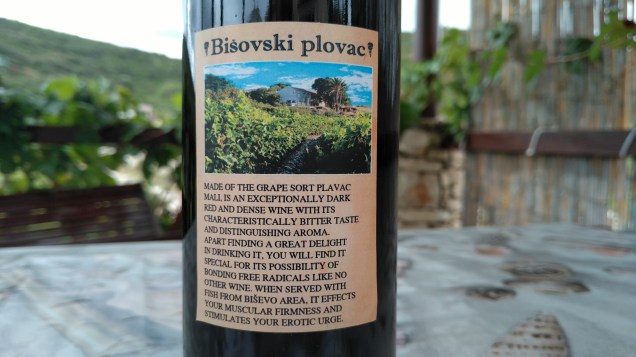 Bišovski plovac
MADE OF THE GRAPE SORT PLAVAC
MALI, IS AN EXCEPTIONALLY DARK
RED AND DENSE WINE WITH ITS
CHARACTERISTICALLY BITTER TASTE
AND DISTINGUISHING AROMA.
APART FINDING A GREAT DELIGHT
IN DRINKING IT, YOU WILL FIND IT
SPECIAL FOR ITS POSSIBILITY OF
BONDING FREE RADICALS LIKE NO
OTHER WINE. WHEN SERVED WITH
FISH FROM BIŠEVO AREA, IT EFFECTS
YOUR MUSCULAR FIRMNESS AND
STIMULATES YOUR EROTIC URGE.